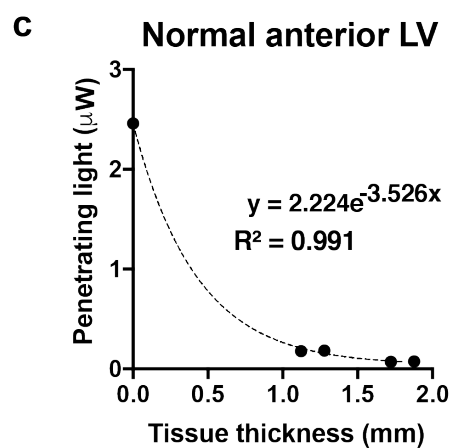 c
Normal anterior LV
Penetrating light (μW)
3
2
1
0
y = 2.224e^-3.526x
R² = 0.991
0.0 0.5 1.0 1.5 2.0
Tissue thickness (mm)